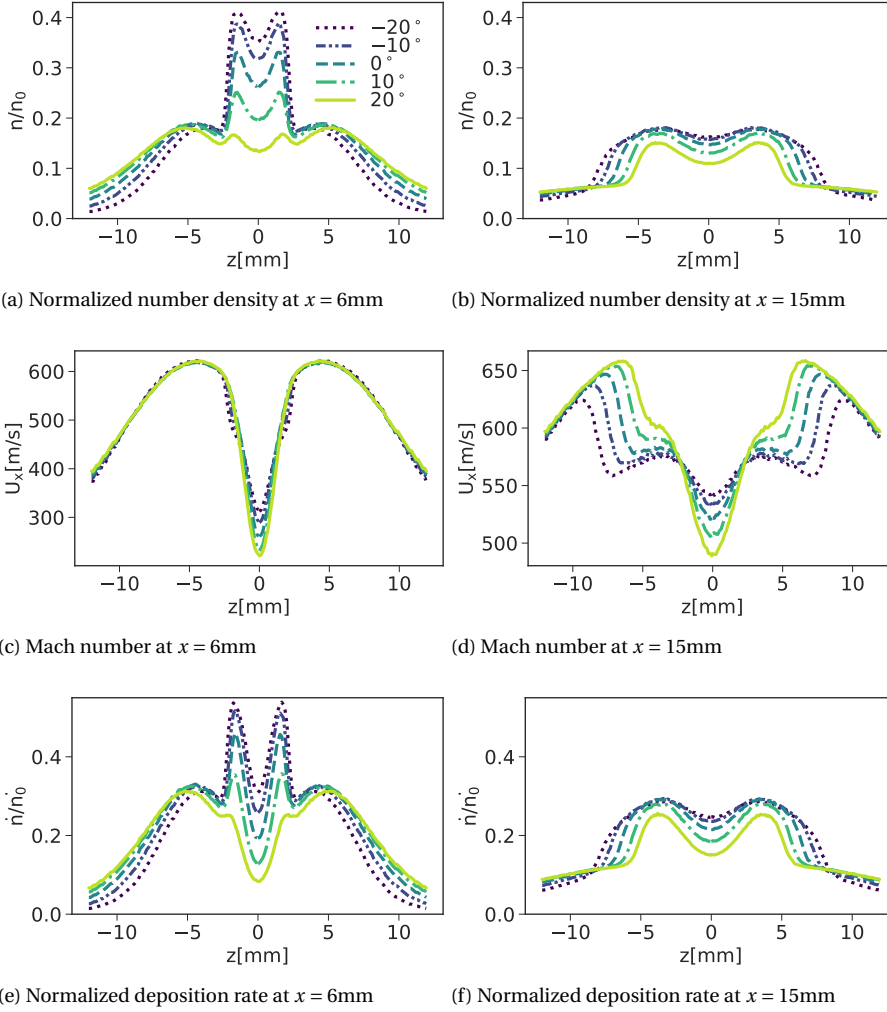 0.4
0.3
0.2
0.1
0.0
n/n0
−20°
−10°
0°
10°
20°
−10 −5 0 5 10
z[mm]
(a) Normalized number density at x = 6mm
0.4
0.3
0.2
0.1
0.0
n/n0
−10 −5 0 5 10
z[mm]
(b) Normalized number density at x = 15mm
600
500
400
300
Ux[m/s]
−10 −5 0 5 10
z[mm]
(c) Mach number at x = 6mm
650
600
550
500
Ux[m/s]
−10 −5 0 5 10
z[mm]
(d) Mach number at x = 15mm
0.4
0.2
0.0
ṅ/ṅ0
−10 −5 0 5 10
z[mm]
(e) Normalized deposition rate at x = 6mm
0.4
0.2
0.0
ṅ/ṅ0
−10 −5 0 5 10
z[mm]
(f) Normalized deposition rate at x = 15mm